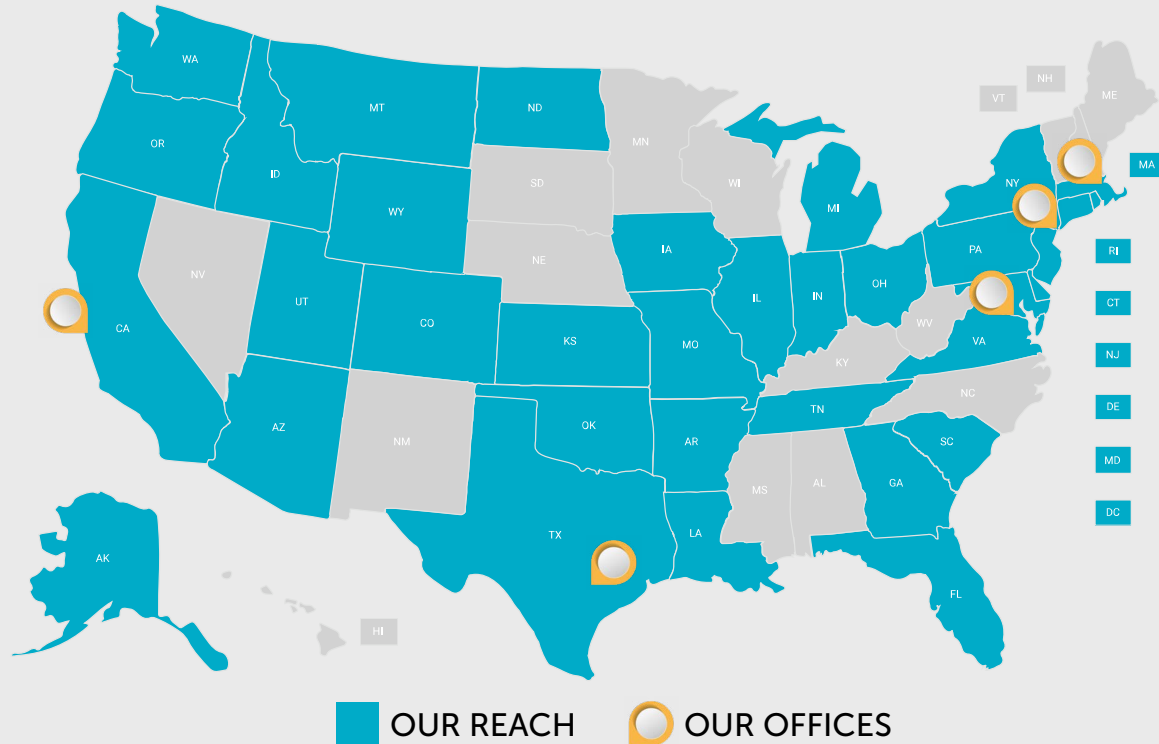 WA
MT
ND
MN
VT
NH
ME
OR
ID
SD
WI
MI
NY
MA
WY
NV
UT
CO
NE
IA
IL
IN
OH
PA
RI
CA
KS
MO
KY
WV
VA
CT
NJ
AZ
NM
OK
AR
TN
NC
DE
TX
LA
MS
AL
GA
SC
MD
DC
AK
HI
FL
OUR REACH
OUR OFFICES